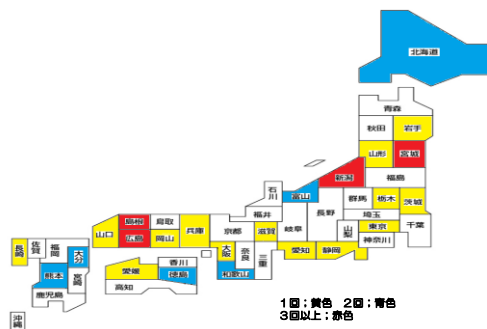 北海道
青森
秋田 岩手
山形 宮城
石川 富山 新潟 福島
島根 鳥取 福井 長野 群馬 栃木 茨城
山口 兵庫 京都 滋賀 岐阜 埼玉 千葉
広島 岡山 山梨 東京
長崎 佐賀 福岡 大分 大阪 奈良 三重 愛知 静岡 神奈川
香川
熊本 宮崎 愛媛 徳島 和歌山
鹿児島 高知
沖縄
1回；黄色 2回；青色
3回以上；赤色